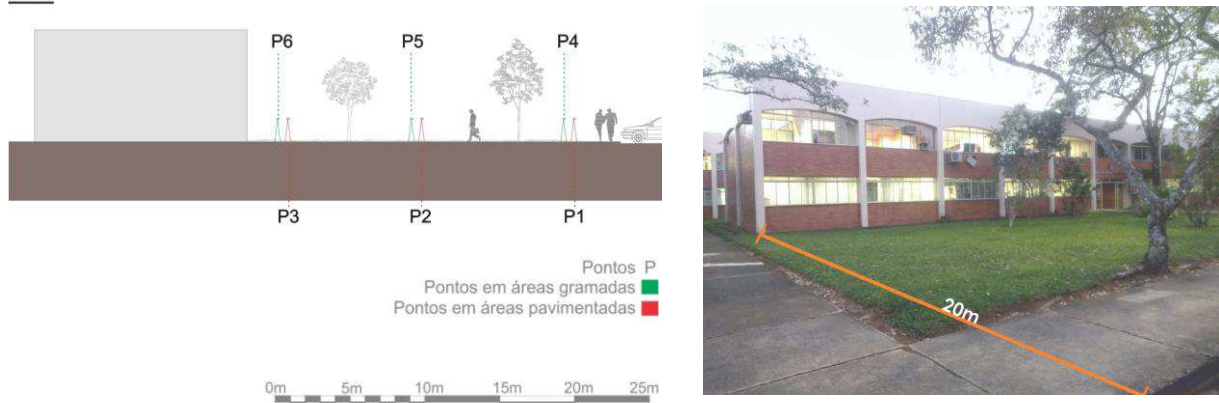 P6 P5 P4
P3 P2 P1
Pontos P
Pontos em áreas gramadas
Pontos em áreas pavimentadas
0m 5m 10m 15m 20m 25m
20m